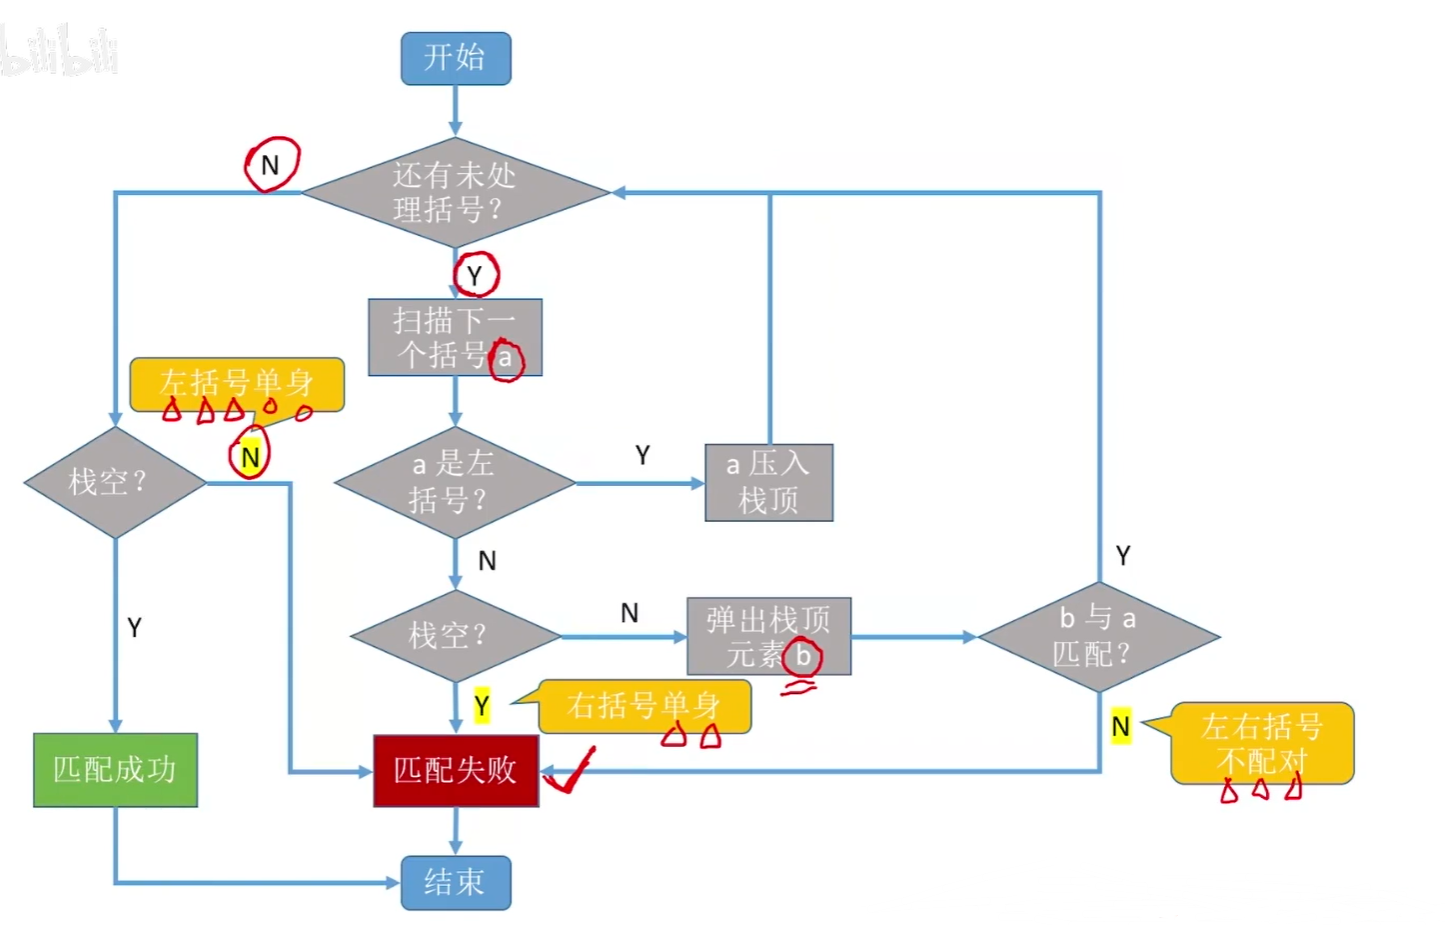 bilibili
开始
N
还有未处
理括号？
Y
扫描下一
个括号 a
左括号单身
N
栈空？
a 是左
括号？
Y
a 压入
栈顶
N
Y
Y
栈空？
N
弹出栈顶
元素 b
b 与 a
匹配？
Y
右括号单身
N
左右括号
不配对
匹配成功
匹配失败
结束